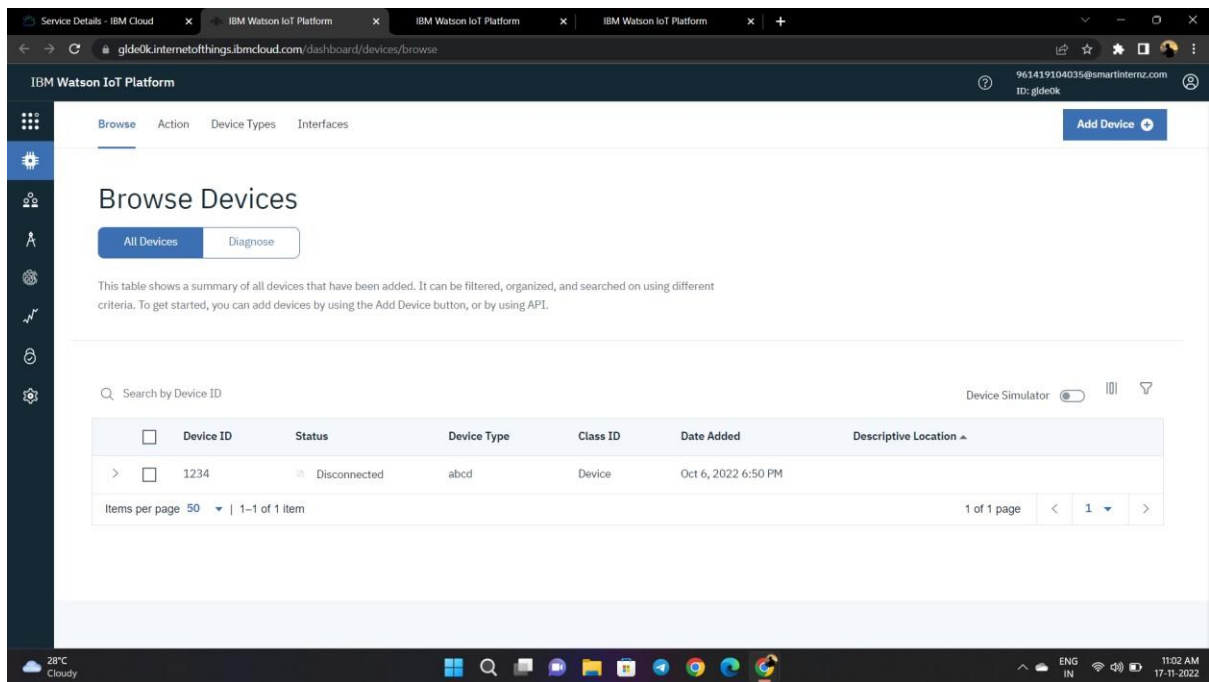 Service Details - IBM Cloud
IBM Watson IoT Platform
IBM Watson IoT Platform
IBM Watson IoT Platform
glde0k.internetofthings.ibmcloud.com/dashboard/devices/browse
IBM Watson IoT Platform
961419104035@smartinternz.com
ID: glde0k
Browse Action Device Types Interfaces
Add Device
Browse Devices
All Devices Diagnose
This table shows a summary of all devices that have been added. It can be filtered, organized, and searched on using different
criteria. To get started, you can add devices by using the Add Device button, or by using API.
Search by Device ID
Device Simulator
Device ID Status Device Type Class ID Date Added Descriptive Location
1234 Disconnected abcd Device Oct 6, 2022 6:50 PM
Items per page 50 | 1–1 of 1 item
1 of 1 page 1
28°C
Cloudy
ENG
IN
11:02 AM
17-11-2022